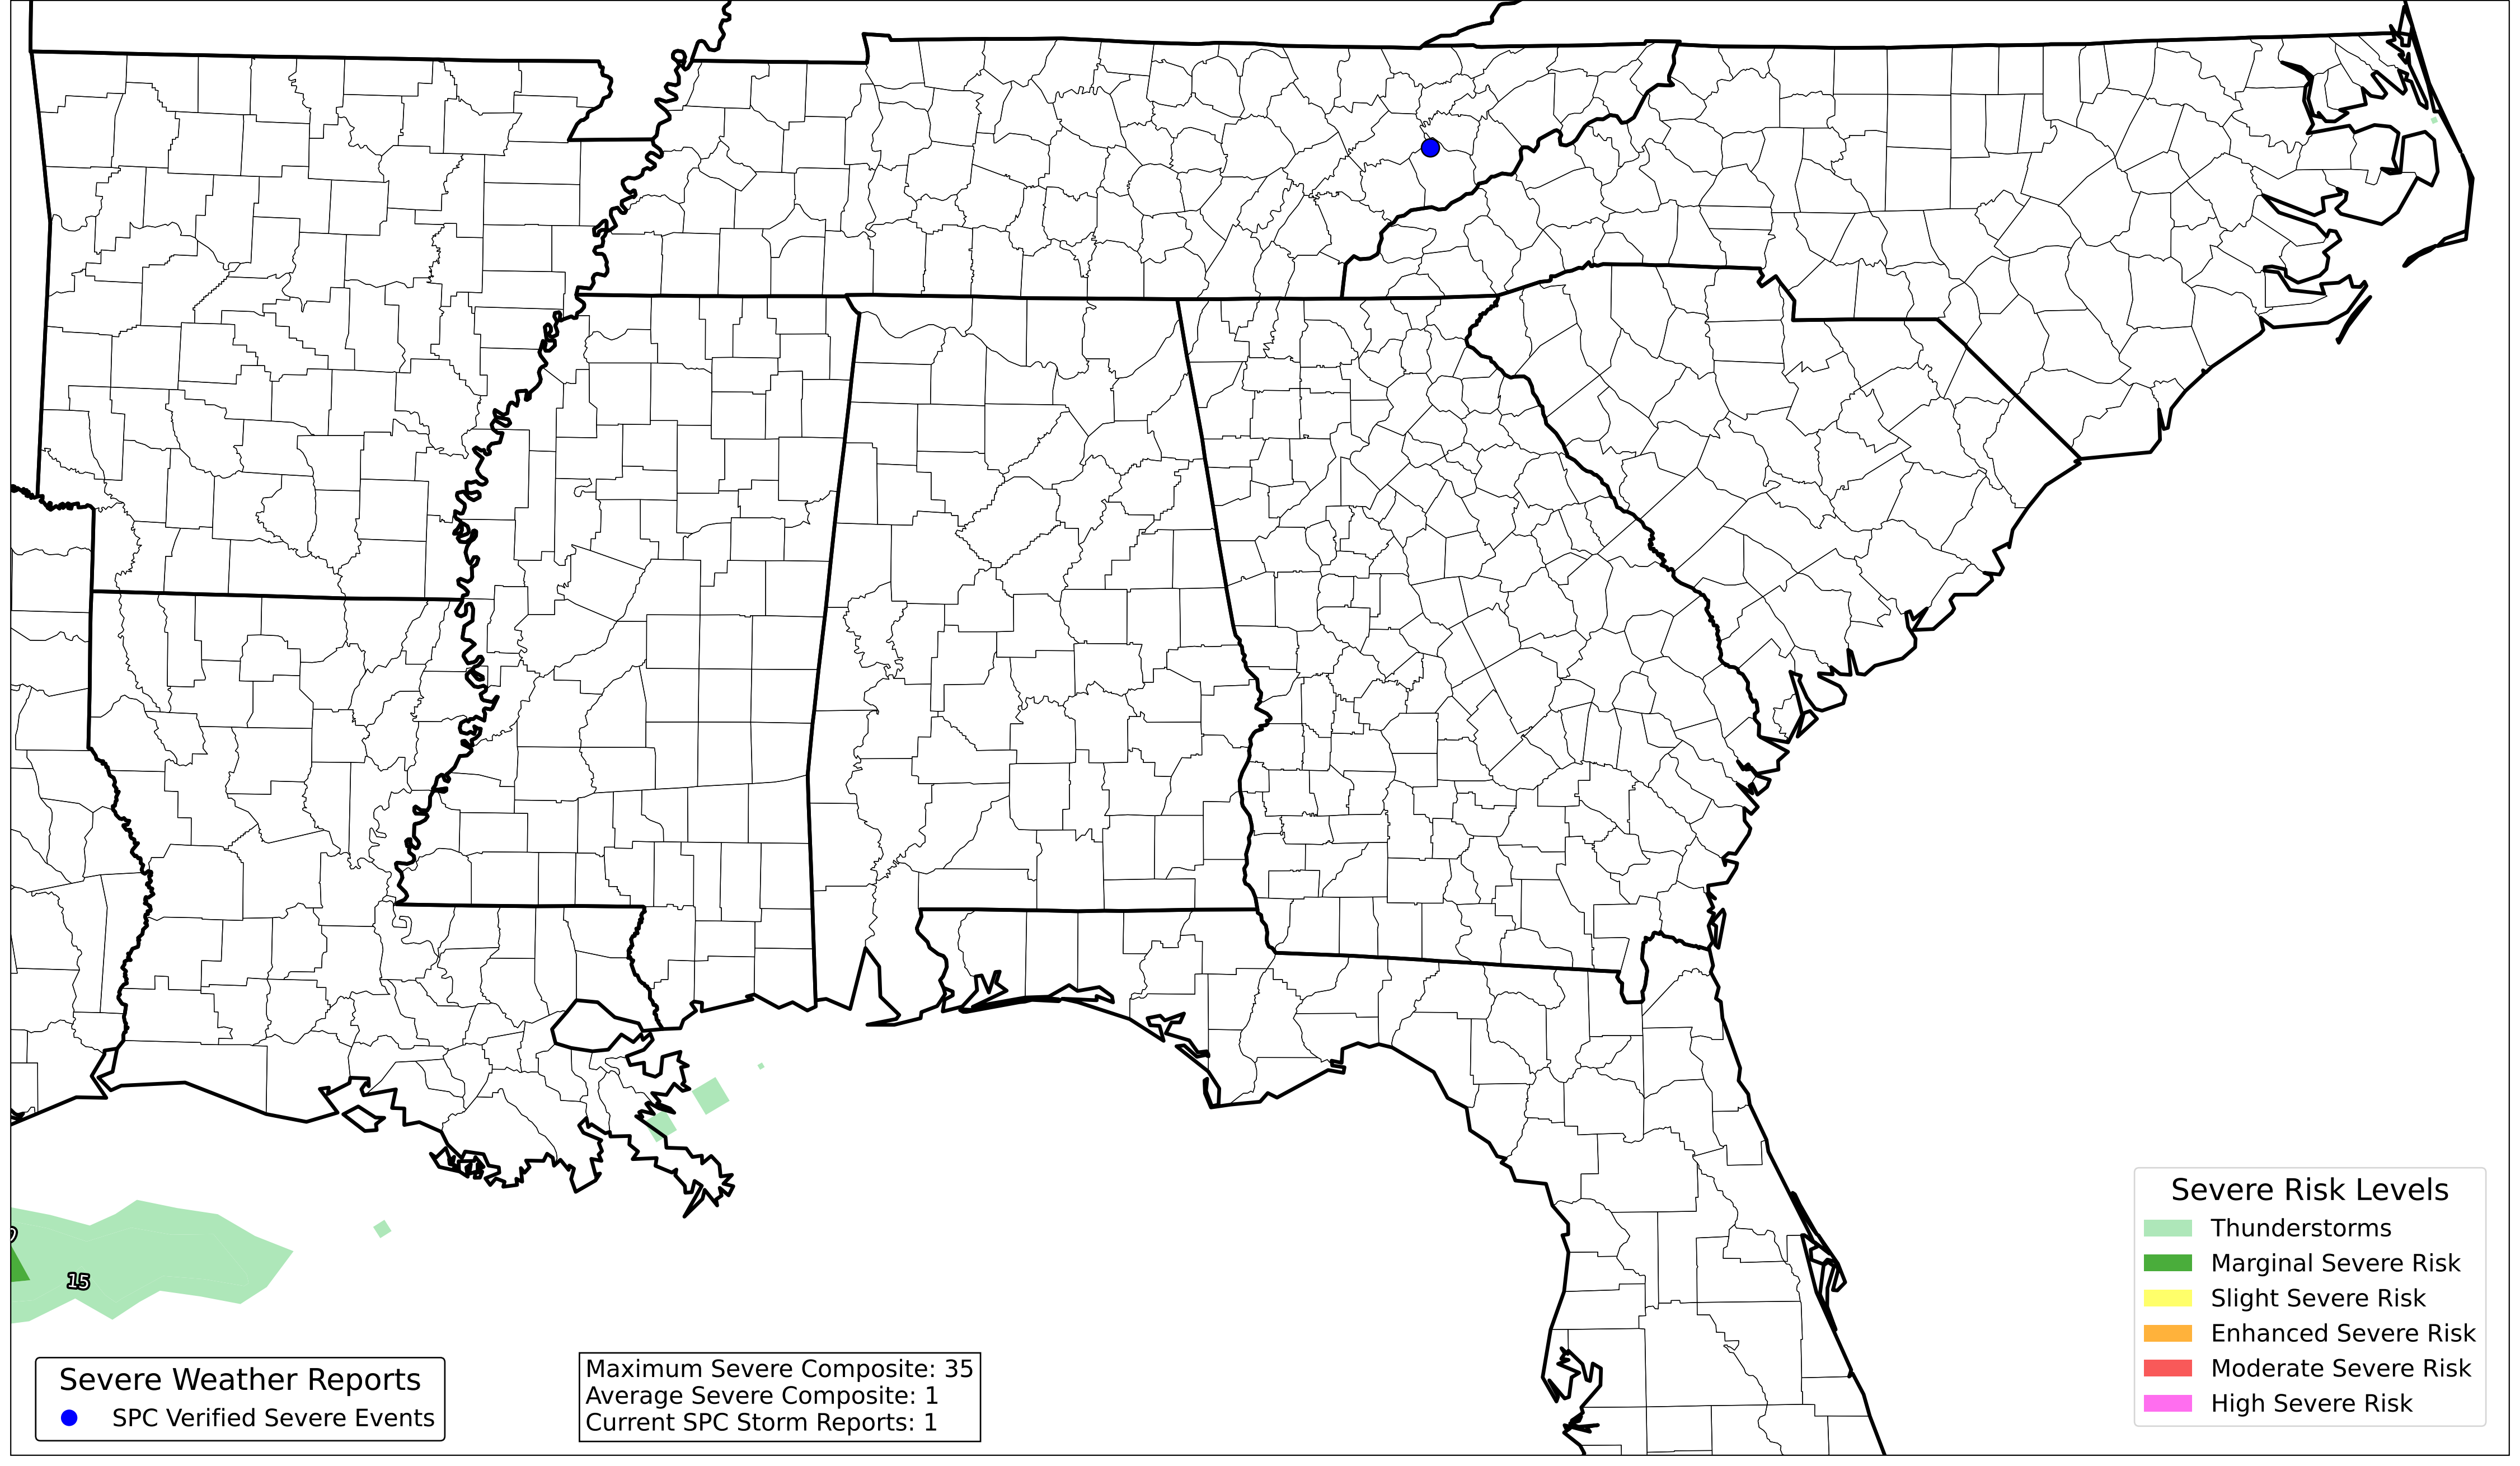 15
Severe Weather Reports
SPC Verified Severe Events
Maximum Severe Composite: 35
Average Severe Composite: 1
Current SPC Storm Reports: 1
Severe Risk Levels
Thunderstorms
Marginal Severe Risk
Slight Severe Risk
Enhanced Severe Risk
Moderate Severe Risk
High Severe Risk